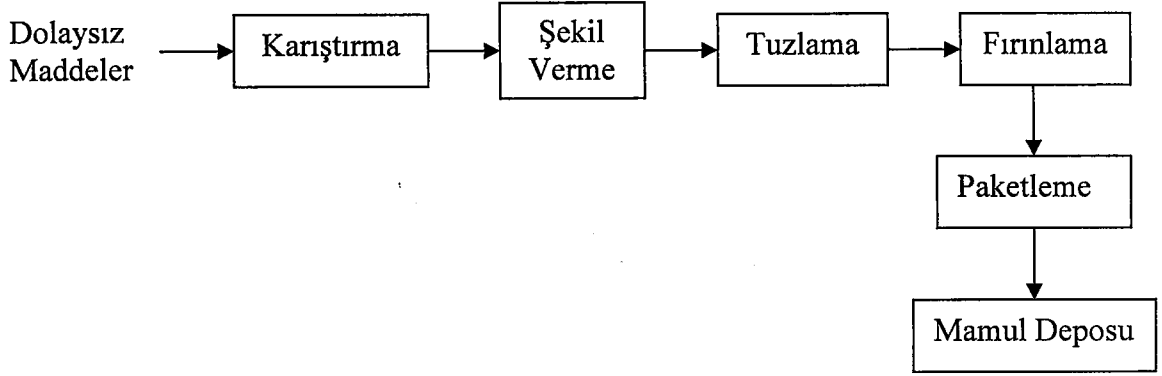 Dolaysız
Maddeler
Karıştırma
Şekil
Verme
Tuzlama
Fırınlama
Paketleme
Mamul Deposu